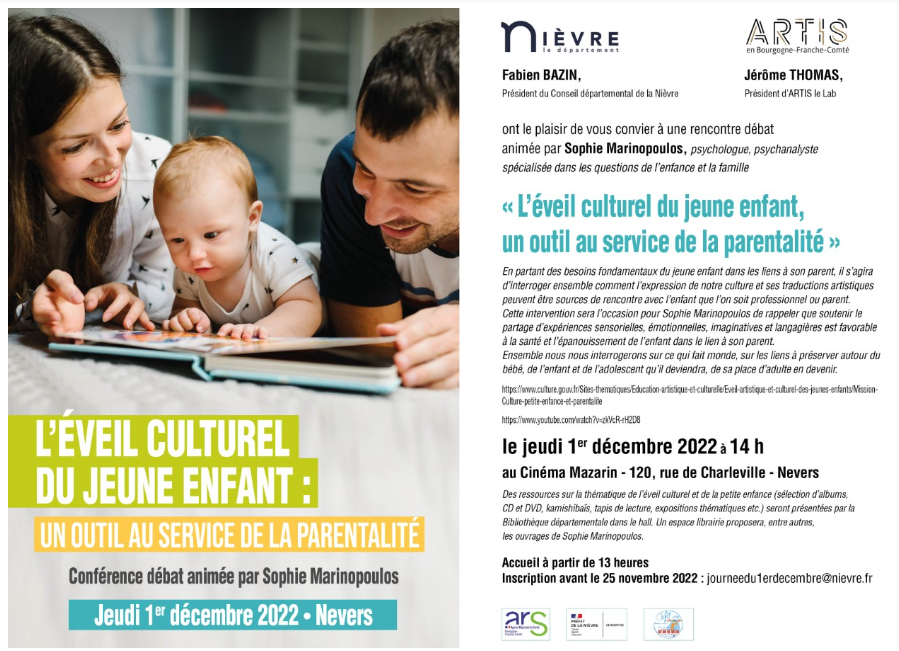 L'ÉVEIL CULTUREL
DU JEUNE ENFANT :
UN OUTIL AU SERVICE DE LA PARENTALITÉ
Conférence débat animée par Sophie Marinopoulos
Jeudi 1er décembre 2022 • Nevers
NIÈVRE
le département
ARTIS
en Bourgogne-Franche-Comté
Fabien BAZIN,
Président du Conseil départemental de la Nièvre
Jérôme THOMAS,
Président d'ARTIS le Lab
ont le plaisir de vous convier à une rencontre débat
animée par Sophie Marinopoulos, psychologue, psychanalyste
spécialisée dans les questions de l'enfance et la famille
« L'éveil culturel du jeune enfant,
un outil au service de la parentalité »
En partant des besoins fondamentaux du jeune enfant dans les liens à son parent, il s'agira
d'interroger ensemble comment l'expression de notre culture et ses traductions artistiques
peuvent être sources de rencontre avec l'enfant que l'on soit professionnel ou parent.
Cette intervention sera l'occasion pour Sophie Marinopoulos de rappeler que soutenir le
partage d'expériences sensorielles, émotionnelles, imaginatives et langagières est favorable
à la santé et l'épanouissement de l'enfant dans le lien à son parent.
Ensemble nous nous interrogerons sur ce qui fait monde, sur les liens à préserver autour du
bébé, de l'enfant et de l'adolescent qu'il deviendra, de sa place d'adulte en devenir.
https://www.culture.gouv.fr/Sites-thematiques/Education-artistique-et-culturelle/Eveil-artistique-et-culturel-des-jeunes-enfants/Mission-
Culture-petite-enfance-et-parentalite
https://www.youtube.com/watch?v=zkVcR-rH2D8
le jeudi 1er décembre 2022 à 14 h
au Cinéma Mazarin - 120, rue de Charleville - Nevers
Des ressources sur la thématique de l'éveil culturel et de la petite enfance (sélection d'albums,
CD et DVD, kamishibaïs, tapis de lecture, expositions thématiques etc.) seront présentées par la
Bibliothèque départementale dans le hall. Un espace librairie proposera, entre autres,
les ouvrages de Sophie Marinopoulos.
Accueil à partir de 13 heures
Inscription avant le 25 novembre 2022 : journeedu1erdecembre@nievre.fr
ars
PRÉFET
DE LA NIÈVRE